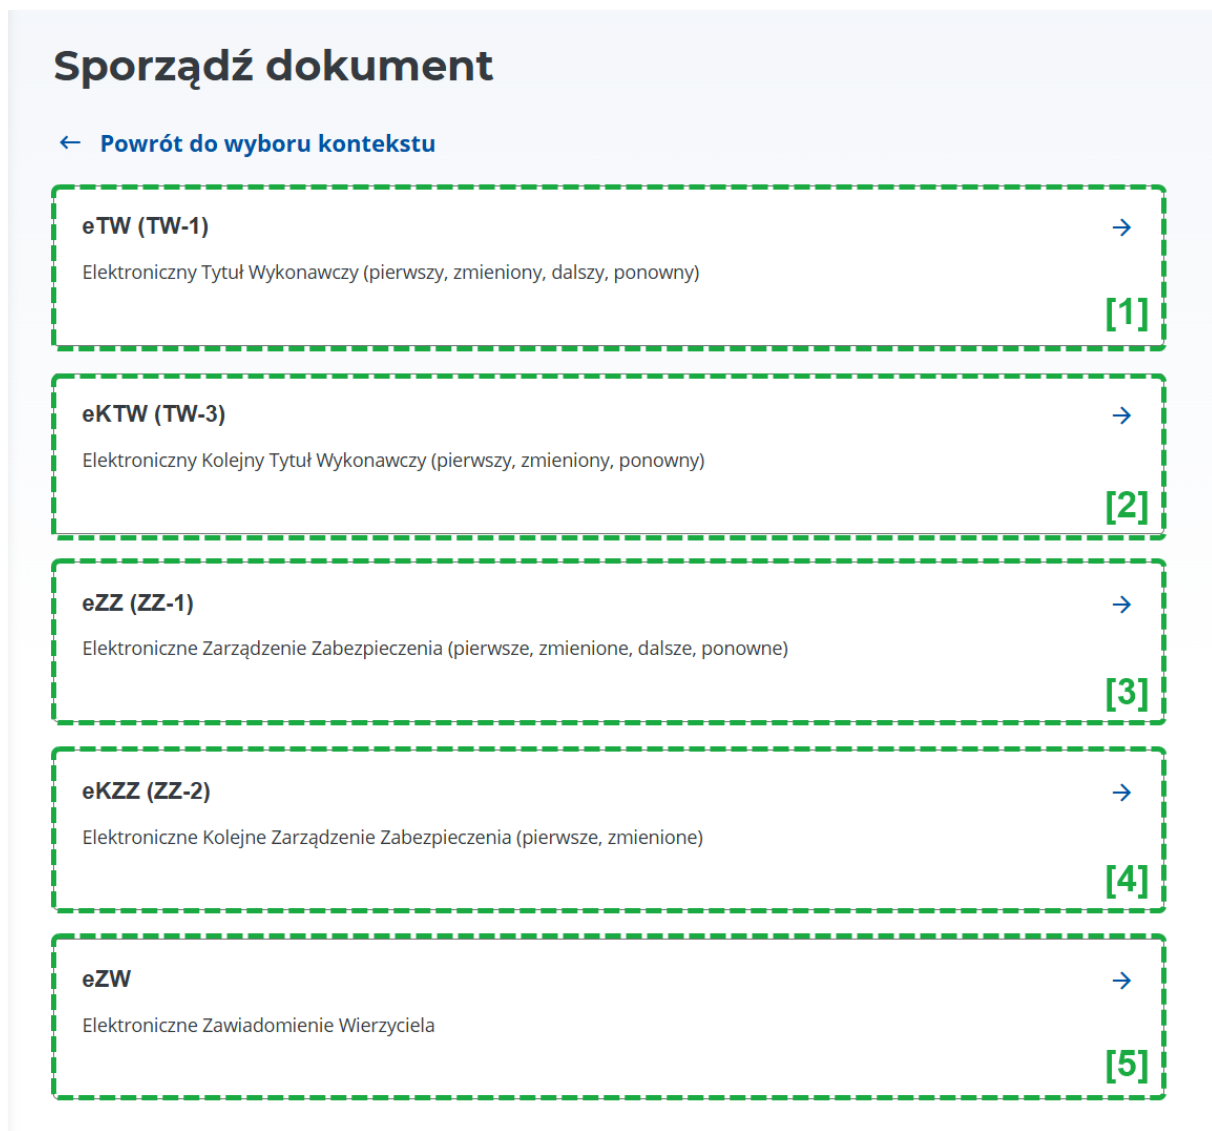 Sporządź dokument
← Powrót do wyboru kontekstu
eTW (TW-1)
Elektroniczny Tytuł Wykonawczy (pierwszy, zmieniony, dalszy, ponowny)
[1]
eKTW (TW-3)
Elektroniczny Kolejny Tytuł Wykonawczy (pierwszy, zmieniony, ponowny)
[2]
eZZ (ZZ-1)
Elektroniczne Zarządzenie Zabezpieczenia (pierwsze, zmienione, dalsze, ponowne)
[3]
eKZZ (ZZ-2)
Elektroniczne Kolejne Zarządzenie Zabezpieczenia (pierwsze, zmienione)
[4]
eZW
Elektroniczne Zawiadomienie Wierzyciela
[5]